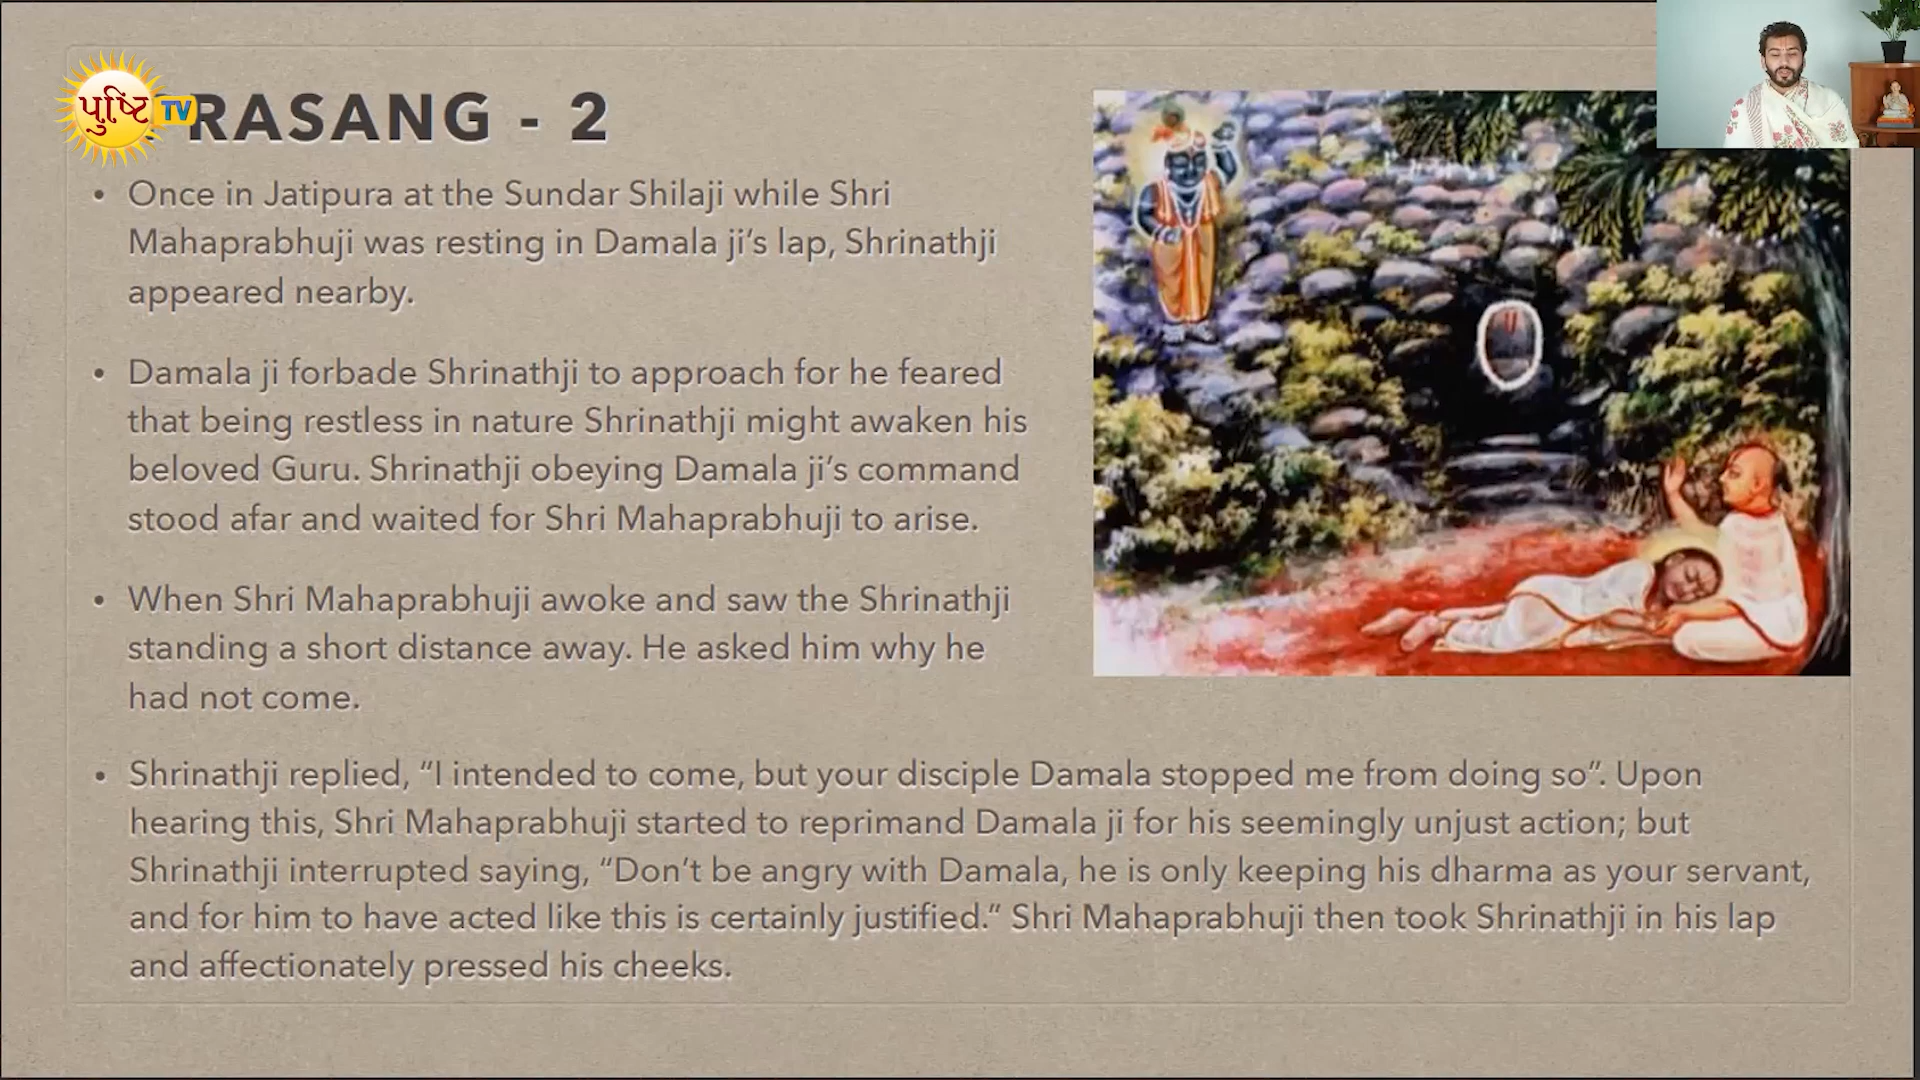 પુષ્ટિ TV
RASANG - 2
• Once in Jatipura at the Sundar Shilaji while Shri
Mahaprabhuji was resting in Damala ji’s lap, Shrinathji
appeared nearby.
• Damala ji forbade Shrinathji to approach for he feared
that being restless in nature Shrinathji might awaken his
beloved Guru. Shrinathji obeying Damala ji’s command
stood afar and waited for Shri Mahaprabhuji to arise.
• When Shri Mahaprabhuji awoke and saw the Shrinathji
standing a short distance away. He asked him why he
had not come.
• Shrinathji replied, “I intended to come, but your disciple Damala stopped me from doing so”. Upon
hearing this, Shri Mahaprabhuji started to reprimand Damala ji for his seemingly unjust action; but
Shrinathji interrupted saying, “Don’t be angry with Damala, he is only keeping his dharma as your servant,
and for him to have acted like this is certainly justified.” Shri Mahaprabhuji then took Shrinathji in his lap
and affectionately pressed his cheeks.